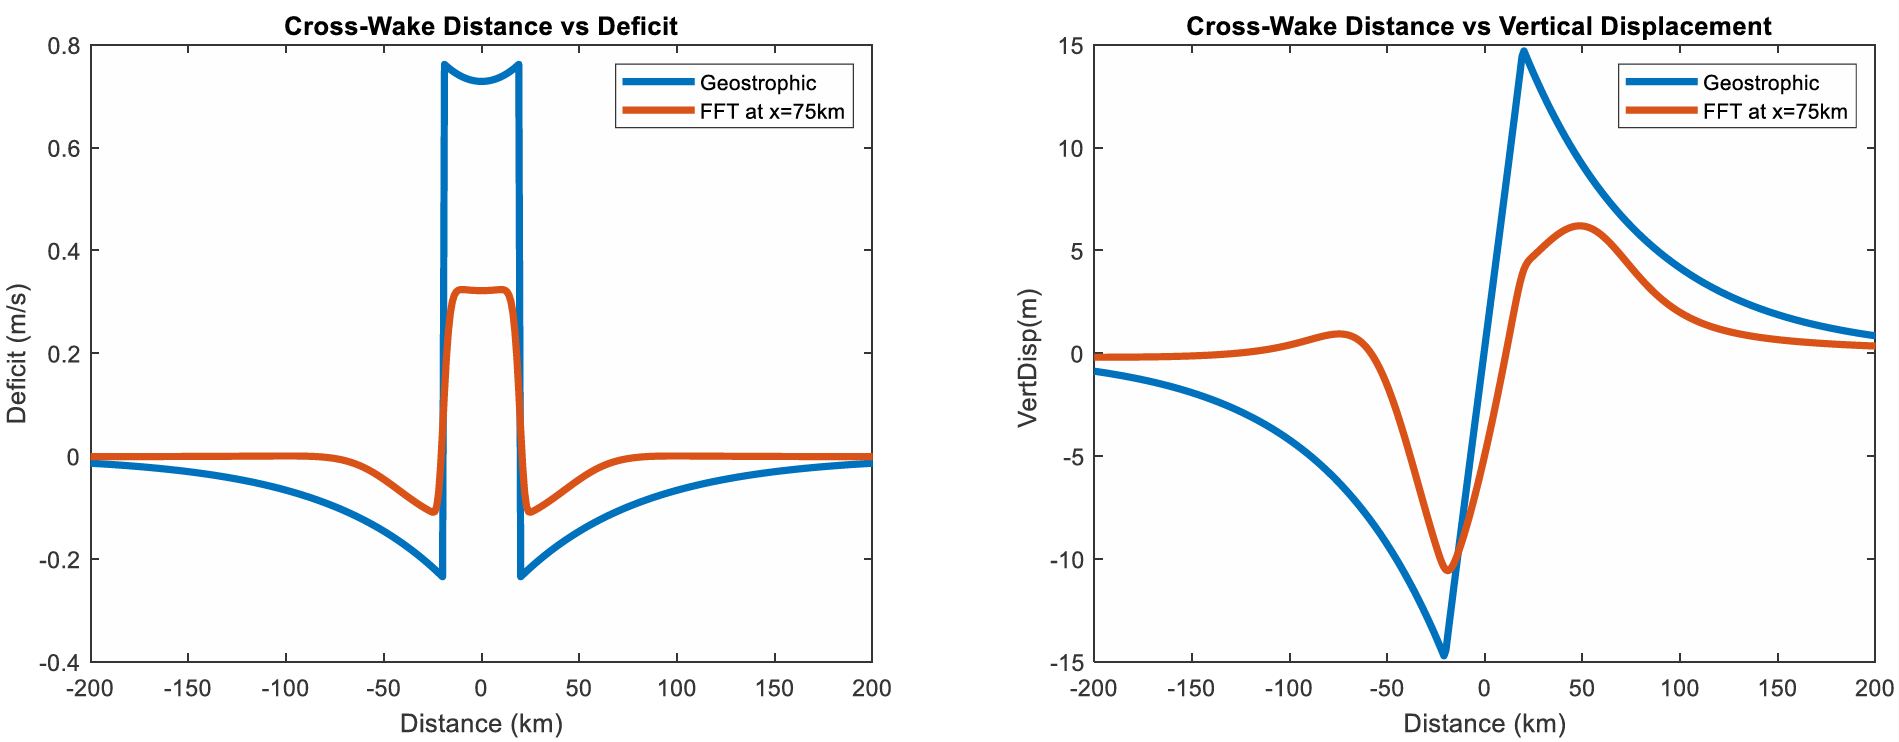 Cross-Wake Distance vs Deficit
0.8
0.6
0.4
0.2
0
-0.2
-0.4
-200 -150 -100 -50 0 50 100 150 200
Distance (km)
Deficit (m/s)
Geostrophic
FFT at x=75km
Cross-Wake Distance vs Vertical Displacement
15
10
5
0
-5
-10
-15
-200 -150 -100 -50 0 50 100 150 200
Distance (km)
VertDisp(m)
Geostrophic
FFT at x=75km